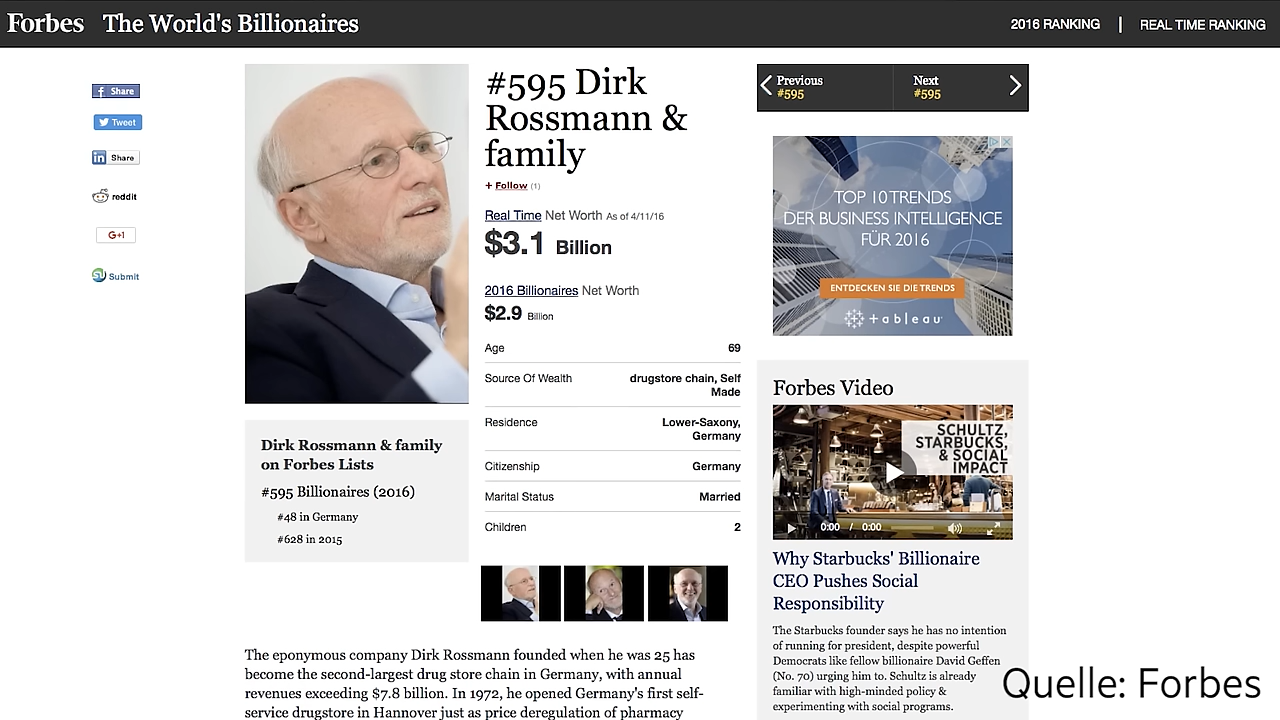 Forbes The World's Billionaires
2016 RANKING | REAL TIME RANKING
Share
Tweet
Share
reddit
G+1
Submit
#595 Dirk
Rossmann &
family
+ Follow (1)
Real Time Net Worth As of 4/11/16
$3.1 Billion
2016 Billionaires Net Worth
$2.9 Billion
Age 69
Source Of Wealth drugstore chain, Self
Made
Residence Lower-Saxony,
Germany
Citizenship Germany
Marital Status Married
Children 2
Dirk Rossmann & family
on Forbes Lists
#595 Billionaires (2016)
#48 in Germany
#628 in 2015
The eponymous company Dirk Rossmann founded when he was 25 has
become the second-largest drug store chain in Germany, with annual
revenues exceeding $7.8 billion. In 1972, he opened Germany's first self-
service drugstore in Hannover just as price deregulation of pharmacy
Previous Next
#595 #595
TOP 10 TRENDS
DER BUSINESS INTELLIGENCE
FÜR 2016
ENTDECKEN SIE DIE TRENDS
+ableau
Forbes Video
SCHULTZ,
STARBUCKS,
& SOCIAL
IMPACT
0:00 / 0:00
Why Starbucks' Billionaire
CEO Pushes Social
Responsibility
The Starbucks founder says he has no intention
of running for president, despite powerful
Democrats like fellow billionaire David Geffen
(No. 70) urging him to. Schultz is already
familiar with high-minded policy &
experimenting with social programs.
Quelle: Forbes